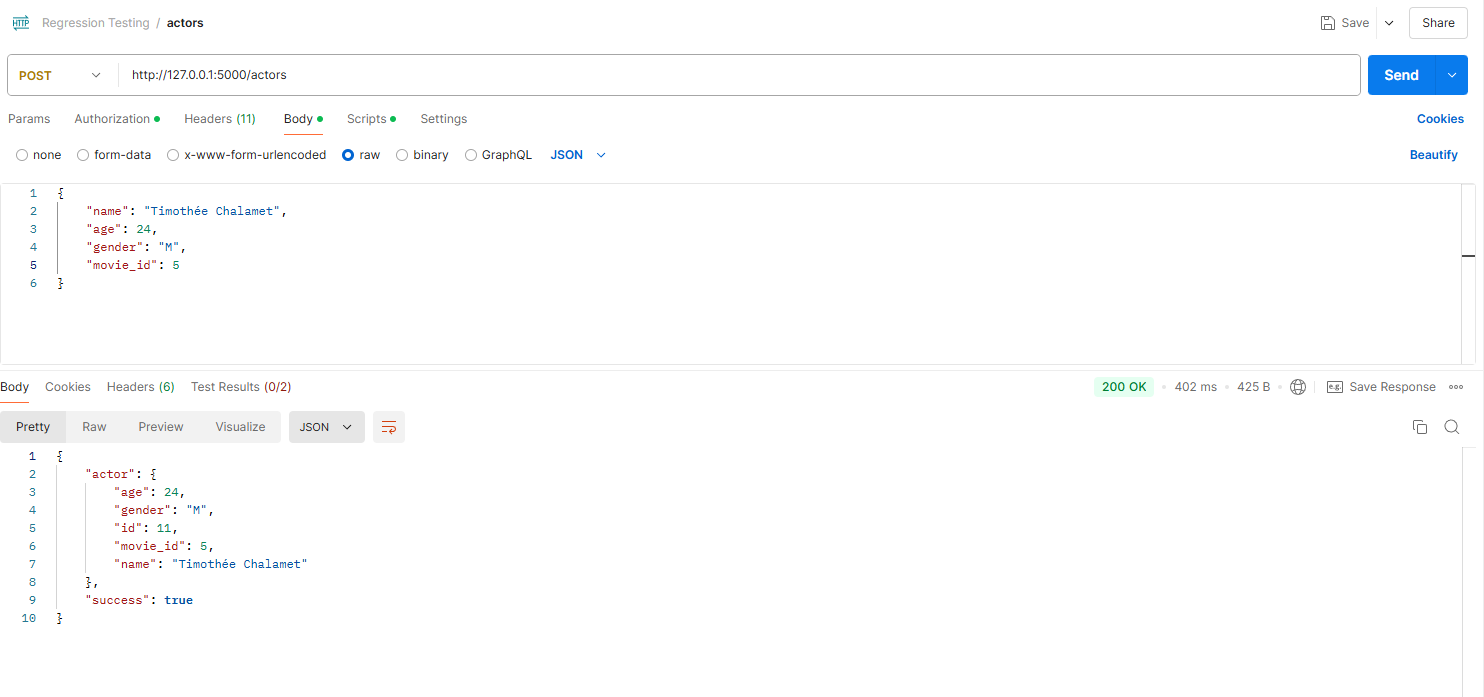 HTTP Regression Testing / actors Save Share
POST http://127.0.0.1:5000/actors Send
Params Authorization Headers (11) Body Scripts Settings Cookies
none form-data x-www-form-urlencoded raw binary GraphQL JSON Beautify
1 {
2 "name": "Timothée Chalamet",
3 "age": 24,
4 "gender": "M",
5 "movie_id": 5
6 }
Body Cookies Headers (6) Test Results (0/2) 200 OK • 402 ms • 425 B • e.g. Save Response
Pretty Raw Preview Visualize JSON
1 {
2 "actor": {
3 "age": 24,
4 "gender": "M",
5 "id": 11,
6 "movie_id": 5,
7 "name": "Timothée Chalamet"
8 },
9 "success": true
10 }